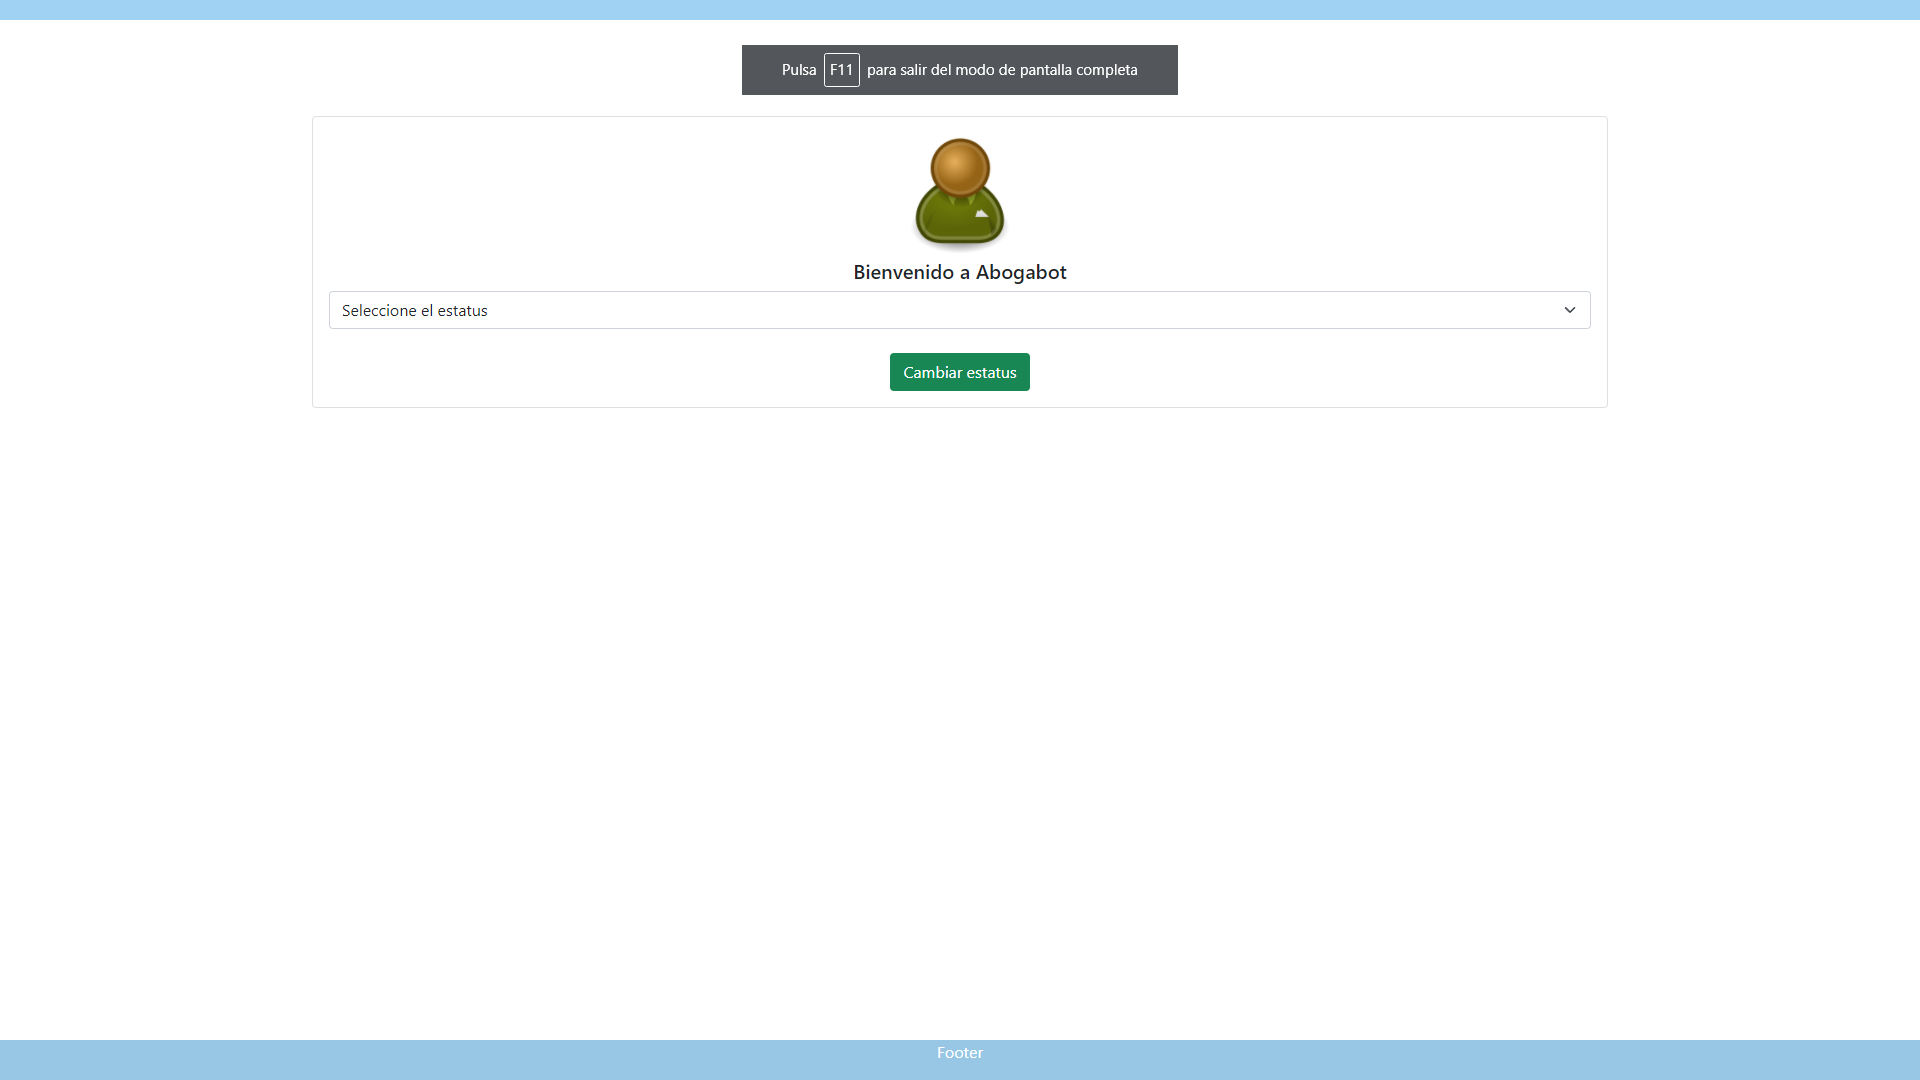 Pulsa F11 para salir del modo de pantalla completa
Bienvenido a Abogabot
Seleccione el estatus
Cambiar estatus
Footer